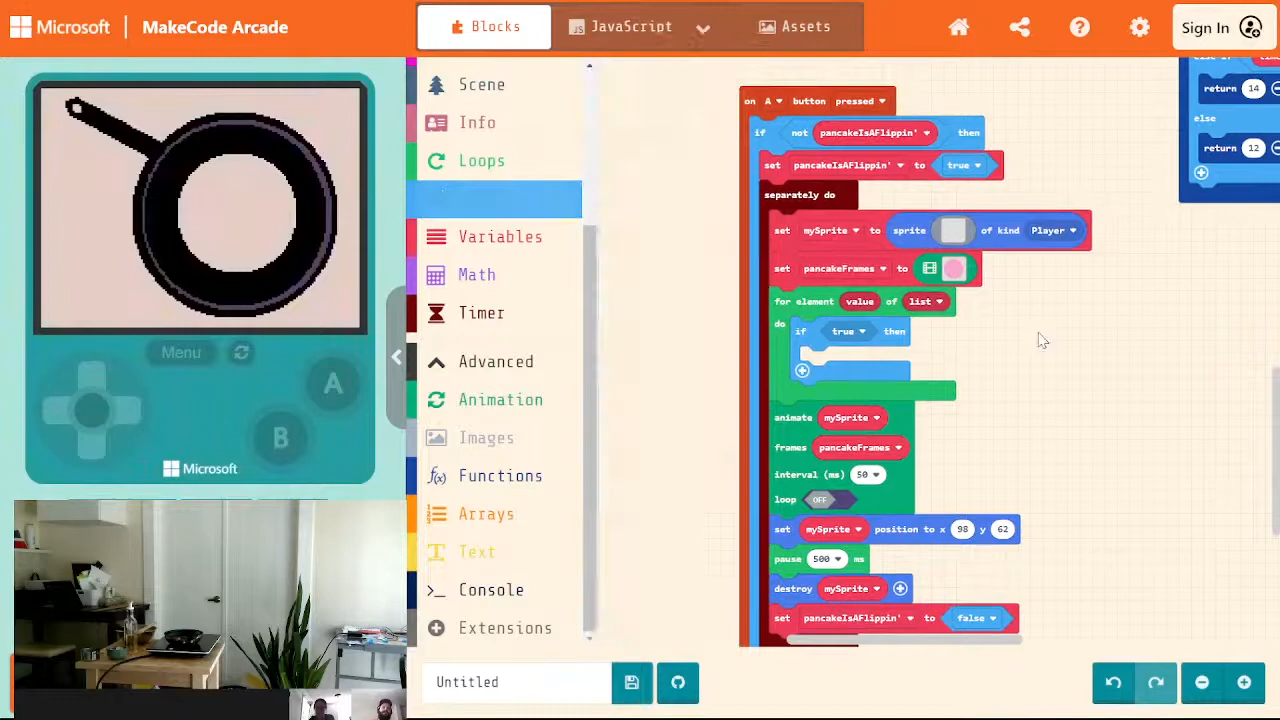 Microsoft | MakeCode Arcade
Blocks
JavaScript
Assets
Sign In
Menu
A
B
Microsoft
Scene
Info
Loops
Variables
Math
Timer
Advanced
Animation
Images
Functions
Arrays
Text
Console
Extensions
on A button pressed
if not pancakeIsAFlippin' then
set pancakeIsAFlippin' to true
separately do
set mySprite to sprite of kind Player
set pancakeFrames to
for element value of list
do if true then
animate mySprite
frames pancakeFrames
interval (ms) 50
loop OFF
set mySprite position to x 98 y 62
pause 500 ms
destroy mySprite
set pancakeIsAFlippin' to false
return 14
else
return 12
Untitled